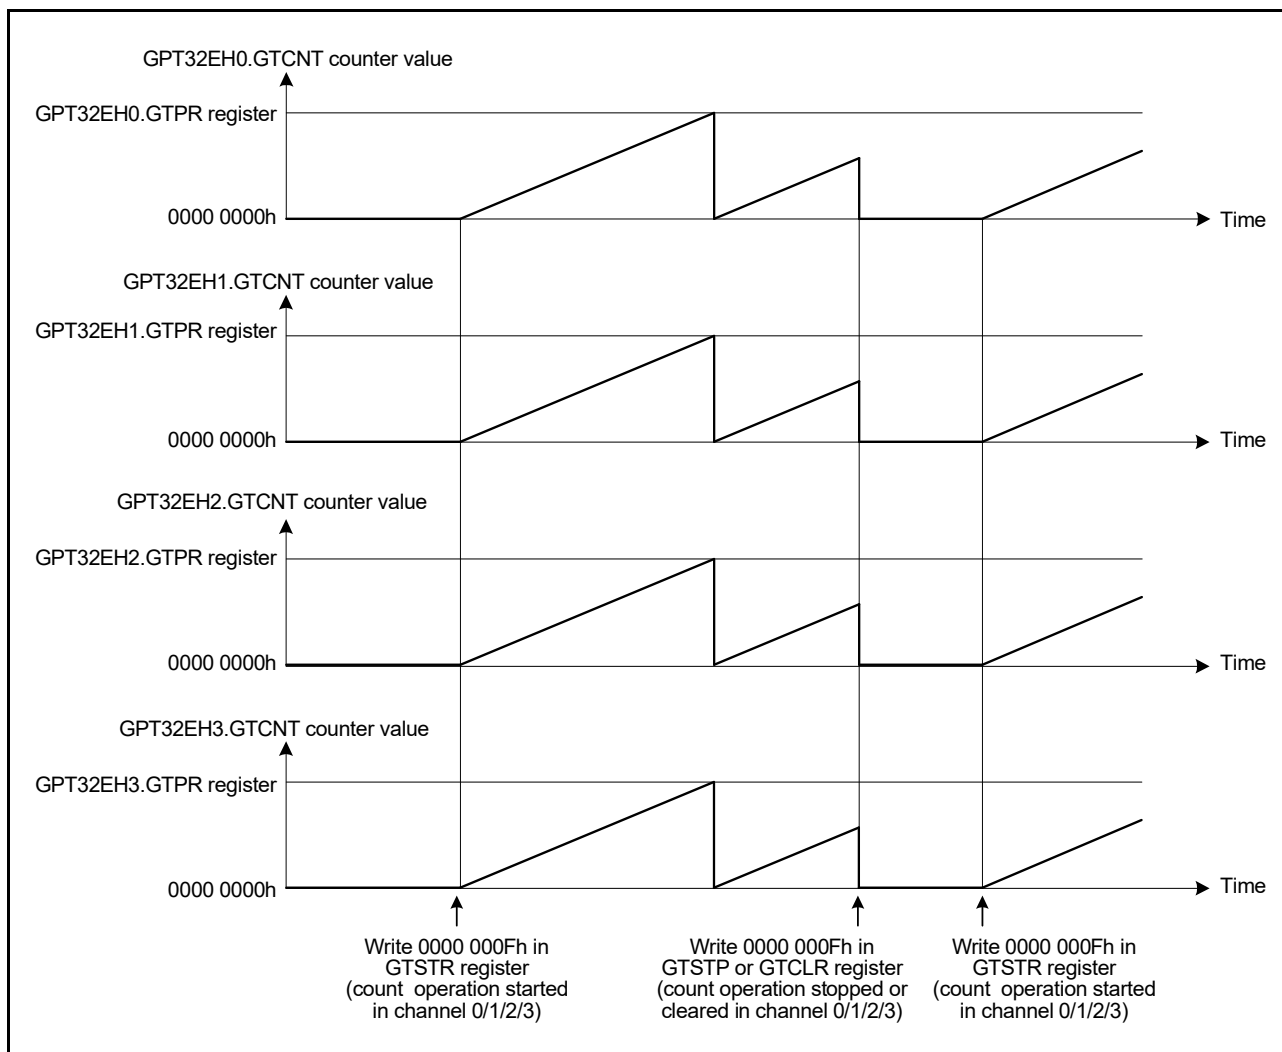 GPT32EH0.GTCNT counter value
GPT32EH0.GTPR register
0000 0000h
Time
GPT32EH1.GTCNT counter value
GPT32EH1.GTPR register
0000 0000h
Time
GPT32EH2.GTCNT counter value
GPT32EH2.GTPR register
0000 0000h
Time
GPT32EH3.GTCNT counter value
GPT32EH3.GTPR register
0000 0000h
Time
Write 0000 000Fh in
GTSTR register
(count operation started
in channel 0/1/2/3)
Write 0000 000Fh in
GTSTP or GTCLR register
(count operation stopped or
cleared in channel 0/1/2/3)
Write 0000 000Fh in
GTSTR register
(count operation started
in channel 0/1/2/3)